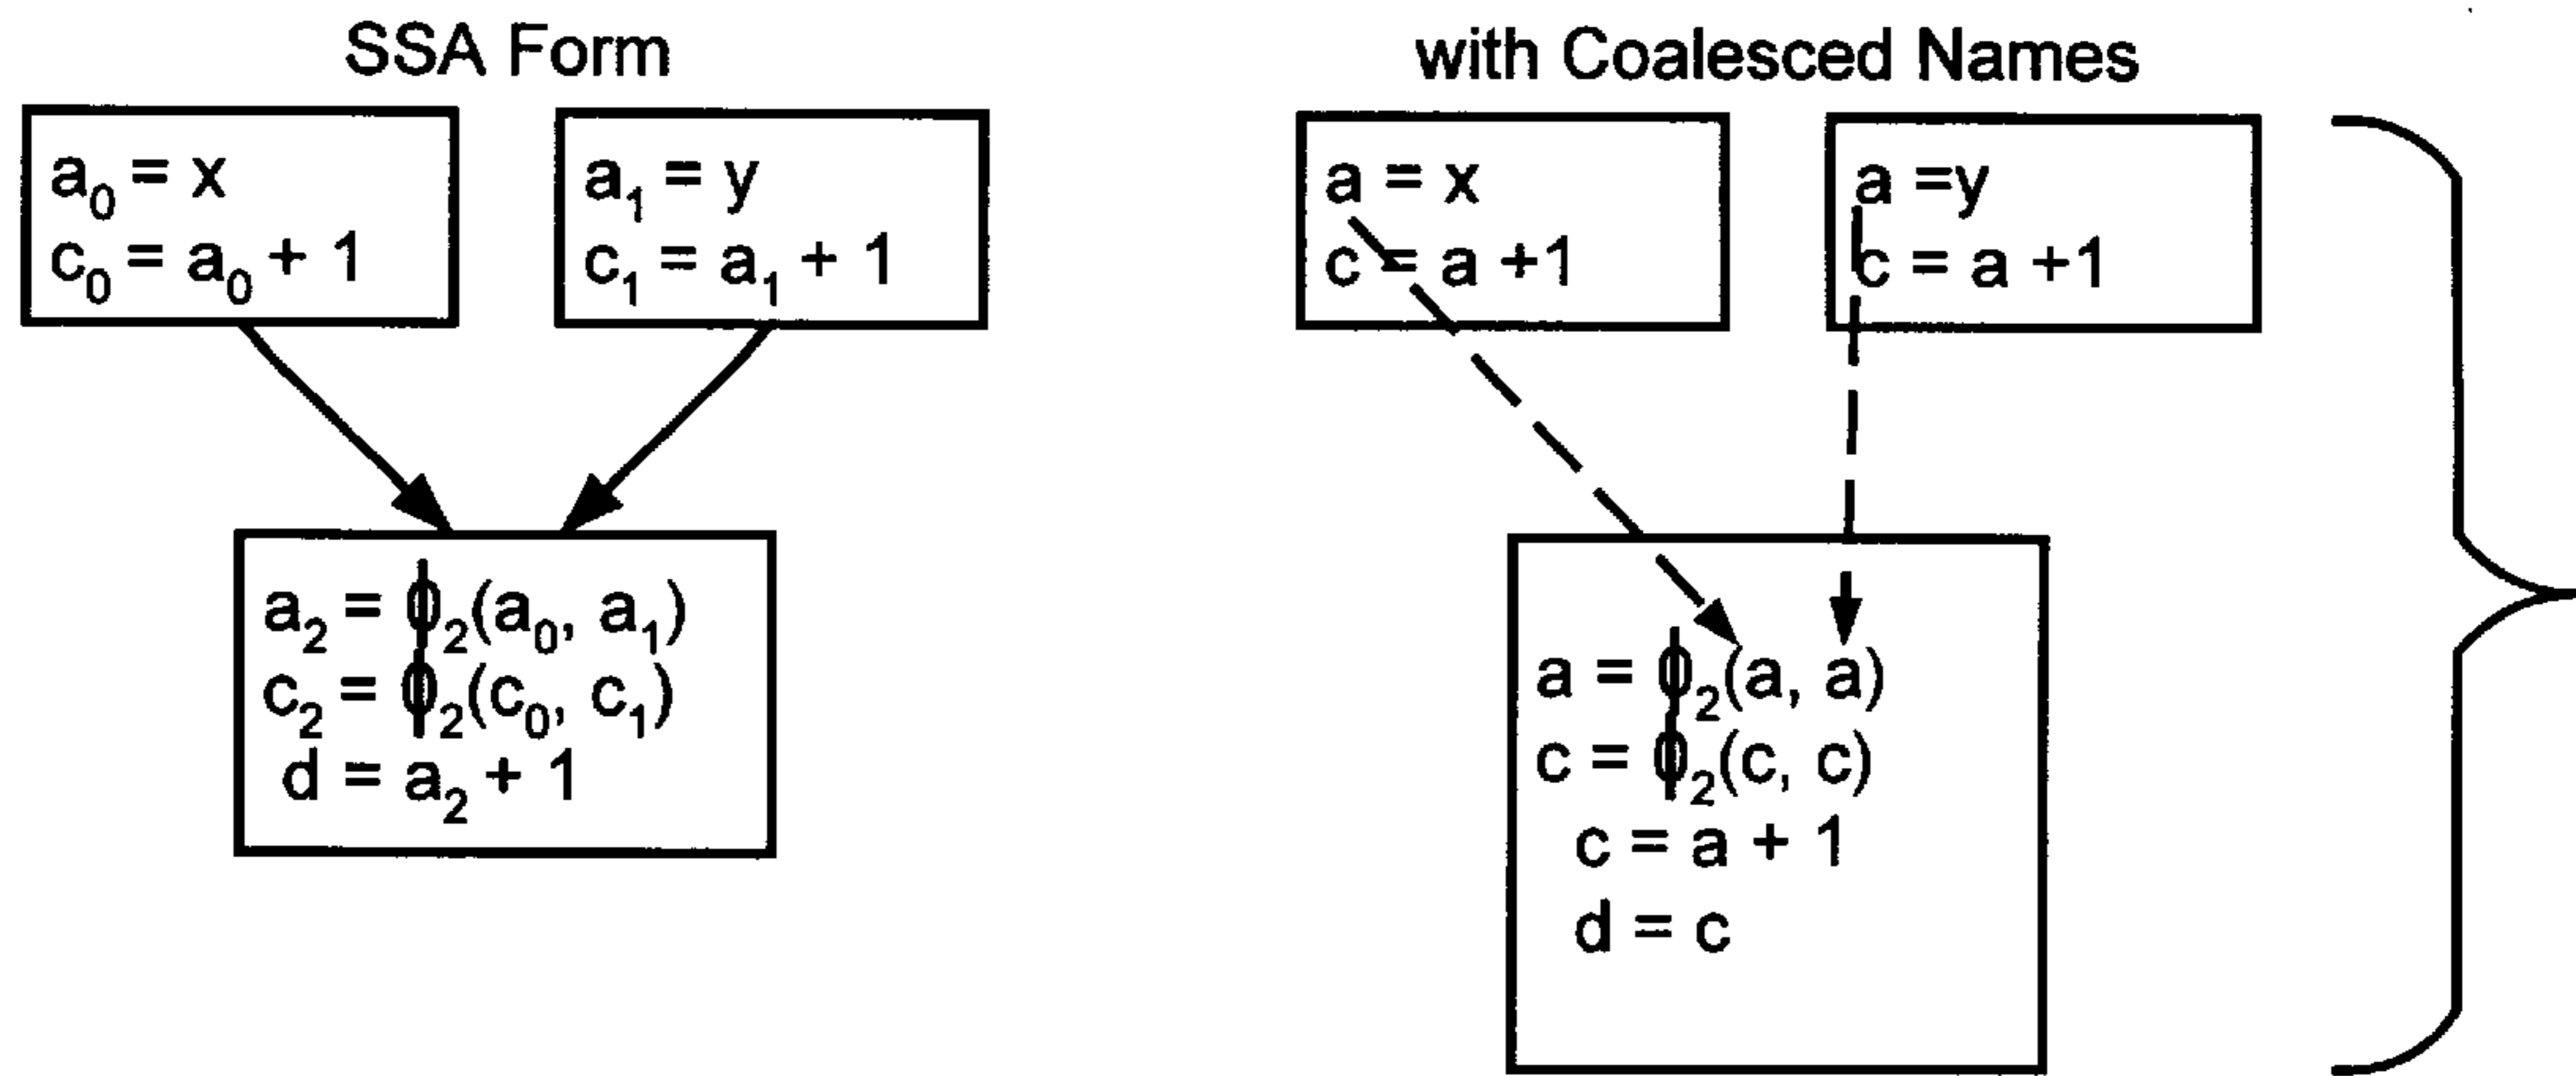 SSA Form
a₀ = x
c₀ = a₀ + 1
a₁ = y
c₁ = a₁ + 1
a₂ = ϕ₂(a₀, a₁)
c₂ = ϕ₂(c₀, c₁)
d = a₂ + 1
with Coalesced Names
a = x
c = a +1
a =y
c = a +1
a = ϕ₂(a, a)
c = ϕ₂(c, c)
c = a + 1
d = c